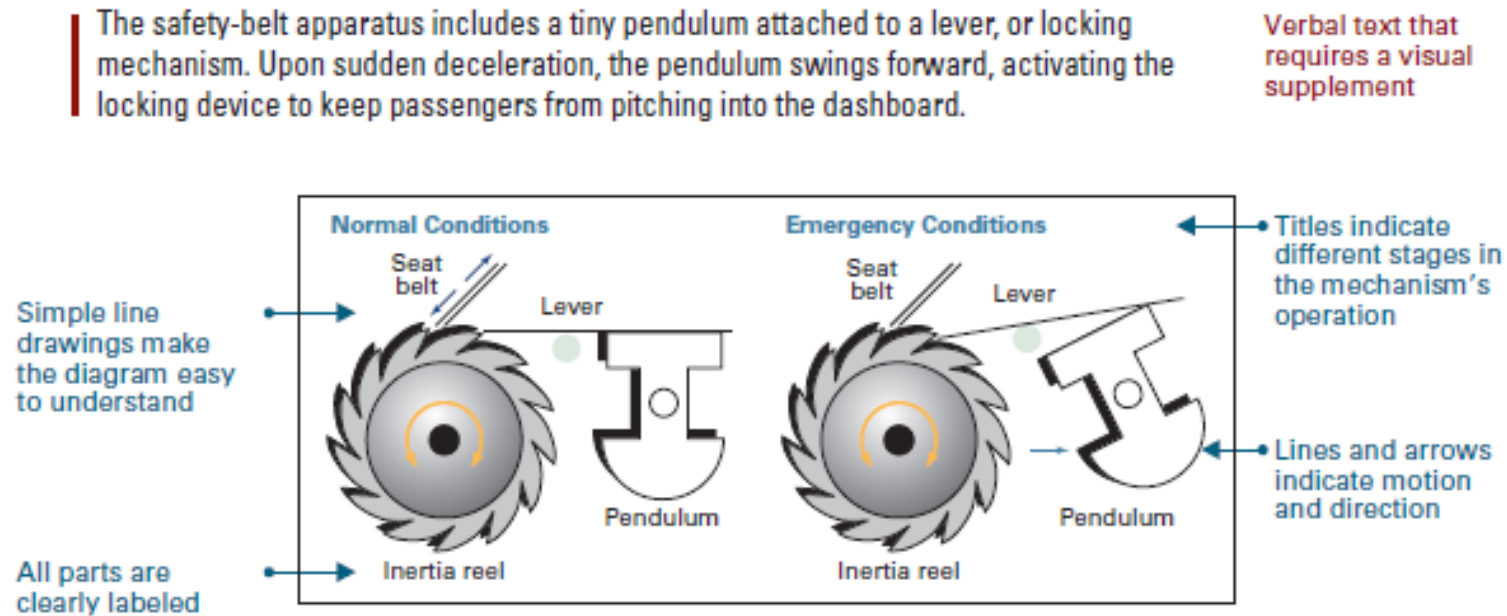 The safety-belt apparatus includes a tiny pendulum attached to a lever, or locking
mechanism. Upon sudden deceleration, the pendulum swings forward, activating the
locking device to keep passengers from pitching into the dashboard.
Verbal text that
requires a visual
supplement
Normal Conditions
Seat
belt
Lever
Pendulum
Inertia reel
Emergency Conditions
Seat
belt
Lever
Pendulum
Inertia reel
Simple line
drawings make
the diagram easy
to understand
All parts are
clearly labeled
Titles indicate
different stages in
the mechanism's
operation
Lines and arrows
indicate motion
and direction